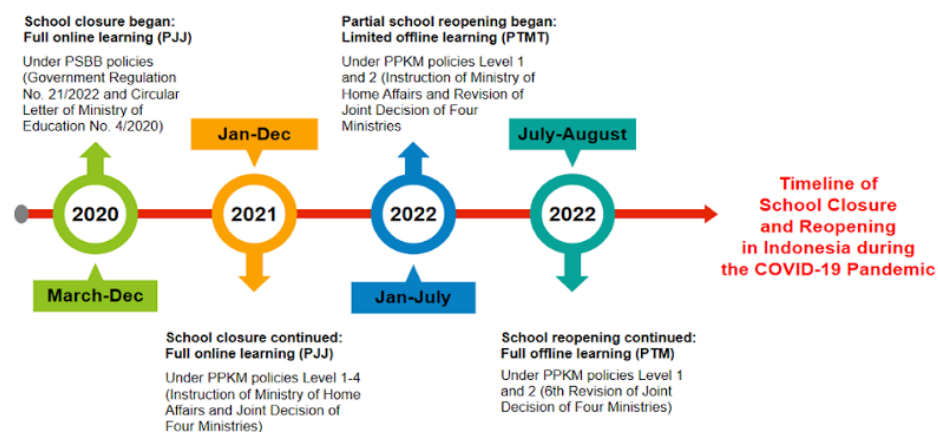 School closure began:
Full online learning (PJJ)
Under PSBB policies
(Government Regulation
No. 21/2022 and Circular
Letter of Ministry of
Education No. 4/2020)
2020
March-Dec
Jan-Dec
2021
School closure continued:
Full online learning (PJJ)
Under PPKM policies Level 1-4
(Instruction of Ministry of Home
Affairs and Joint Decision of
Four Ministries)
Partial school reopening began:
Limited offline learning (PTMT)
Under PPKM policies Level 1
and 2 (Instruction of Ministry of
Home Affairs and Revision of
Joint Decision of Four
Ministries
2022
Jan-July
July-August
2022
School reopening continued:
Full offline learning (PTM)
Under PPKM policies Level 1
and 2 (6th Revision of Joint
Decision of Four Ministries)
Timeline of
School Closure
and Reopening
in Indonesia during
the COVID-19 Pandemic